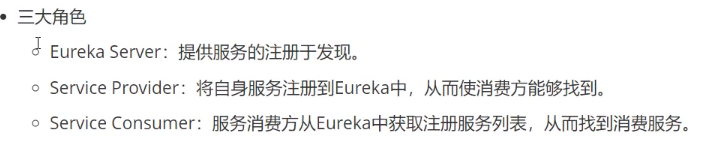 三大角色
Eureka Server：提供服务的注册于发现。
Service Provider：将自身服务注册到Eureka中，从而使消费方能够找到。
Service Consumer：服务消费方从Eureka中获取注册服务列表，从而找到消费服务。